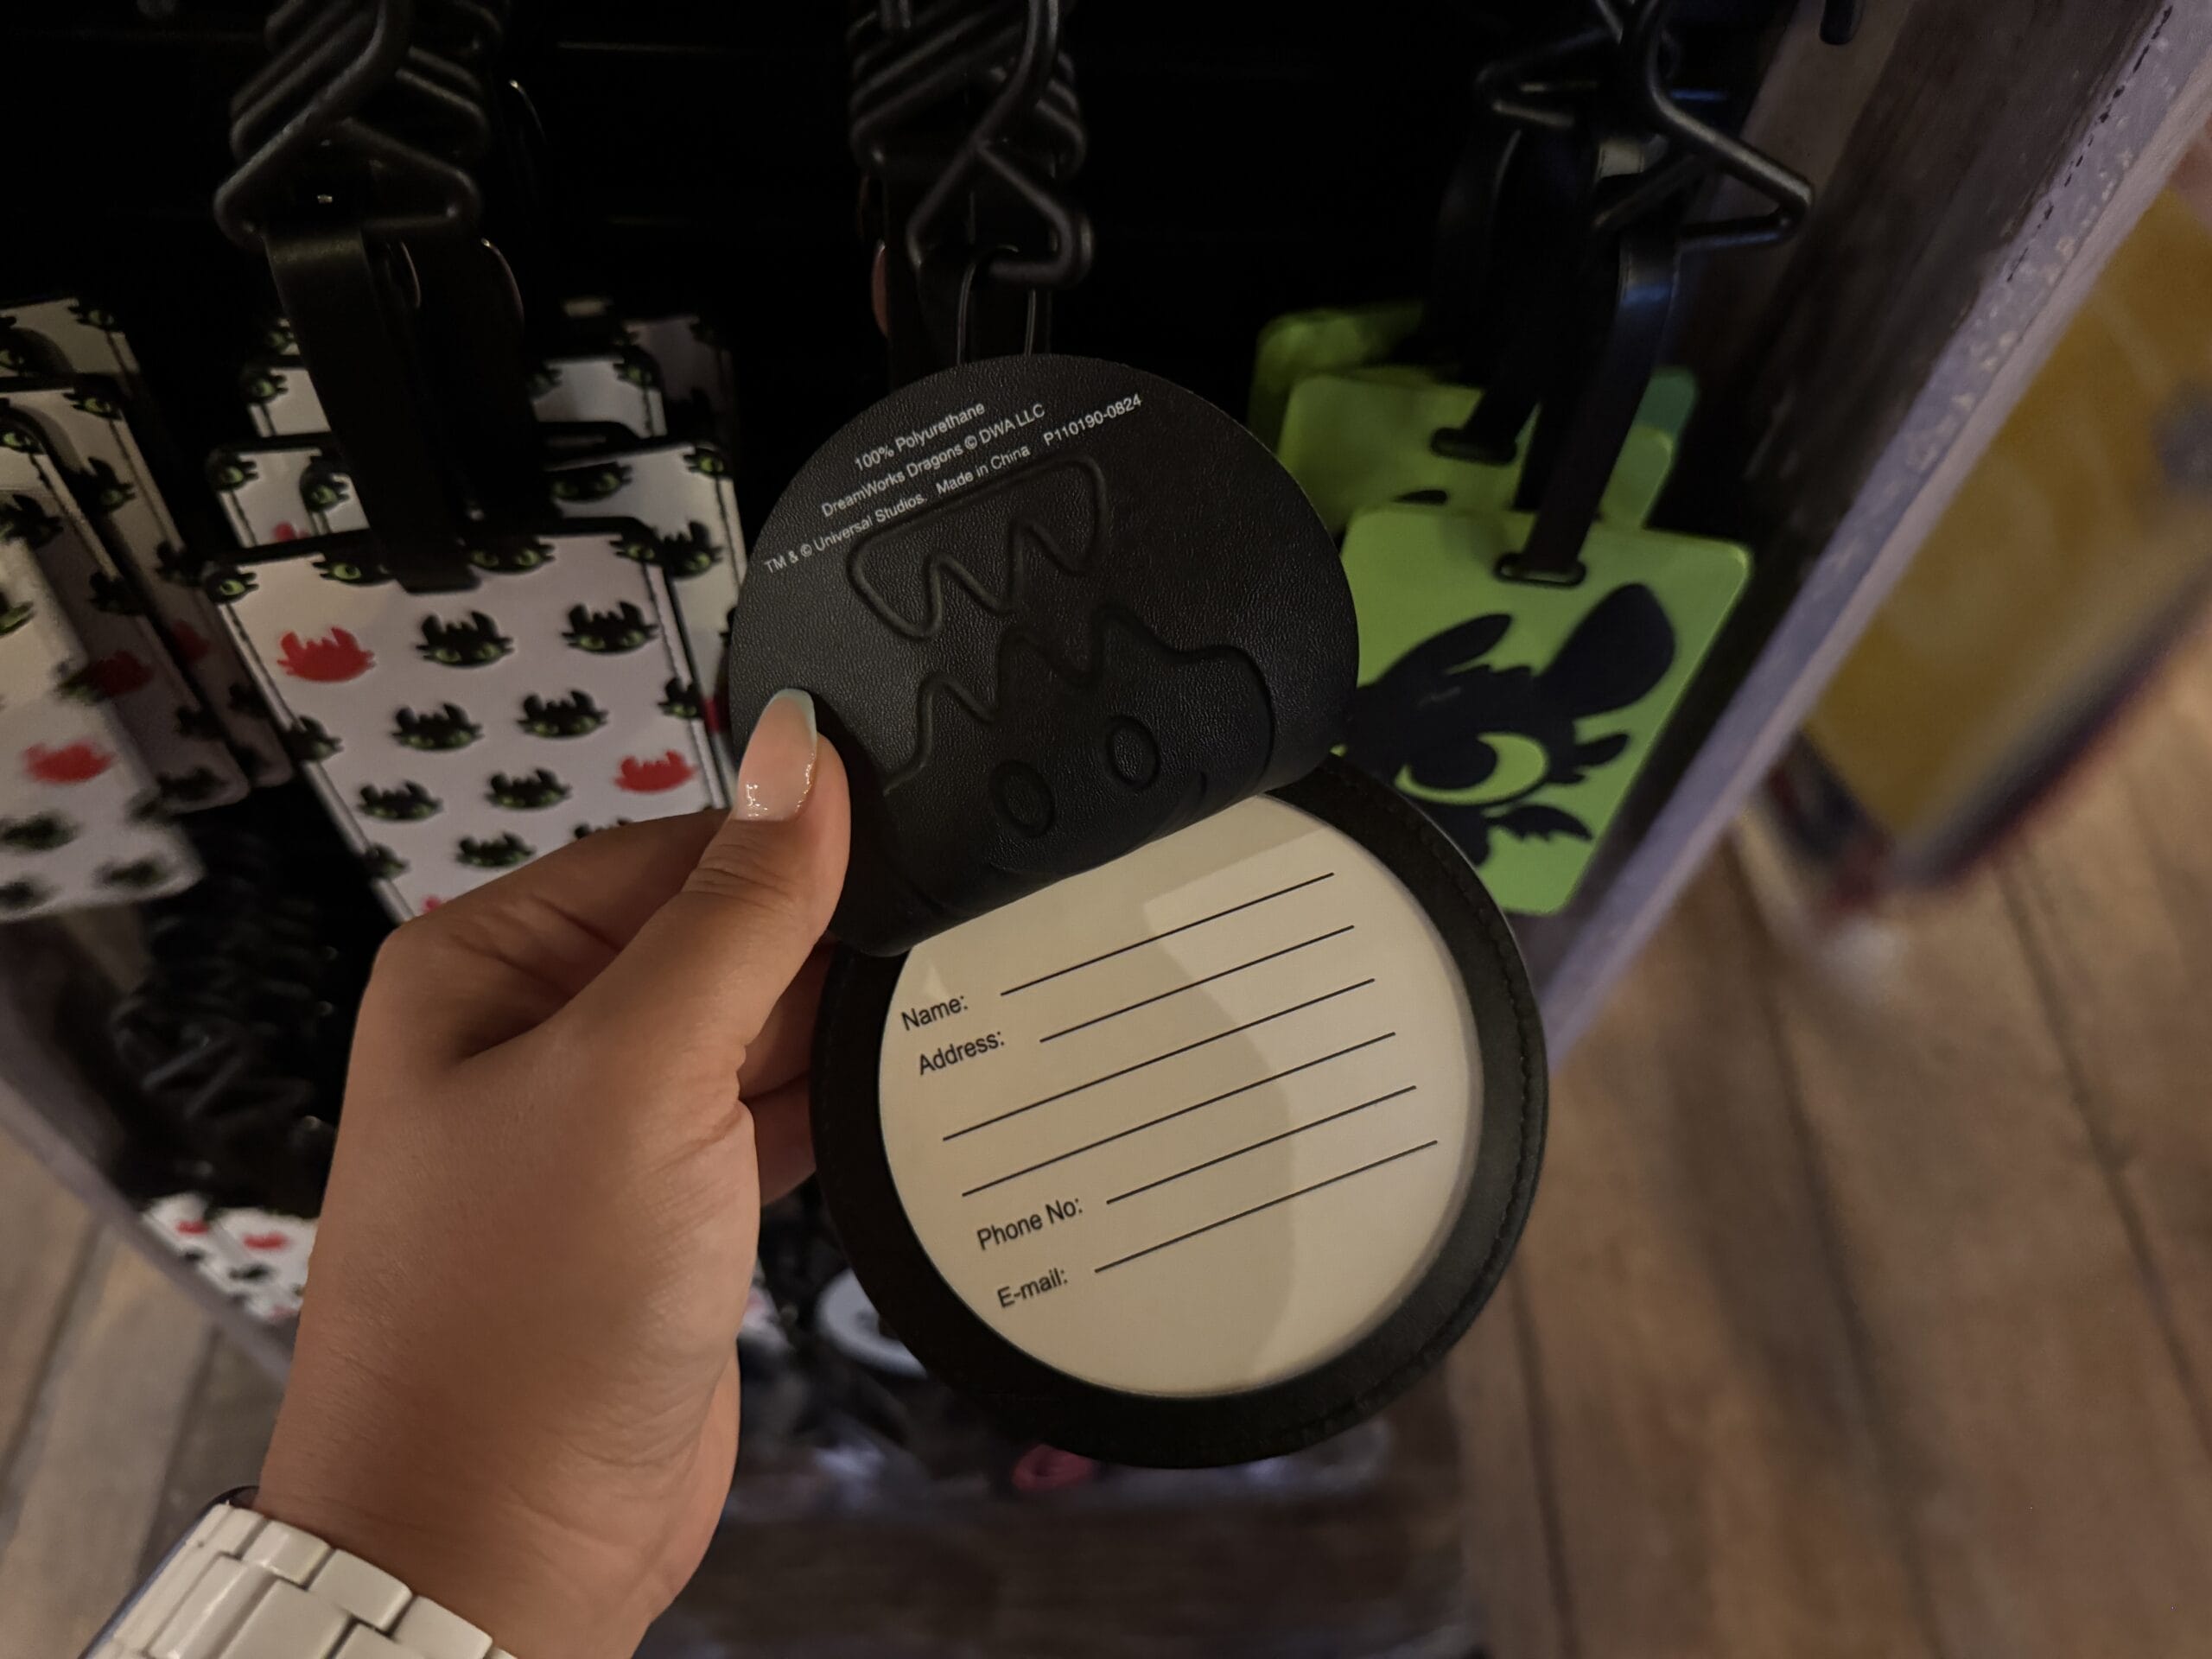 100% Polyurethane
DreamWorks Dragons © DWA LLC
TM & © Universal Studios. Made in China P110190-0824
Name:
Address:
Phone No:
E-mail: